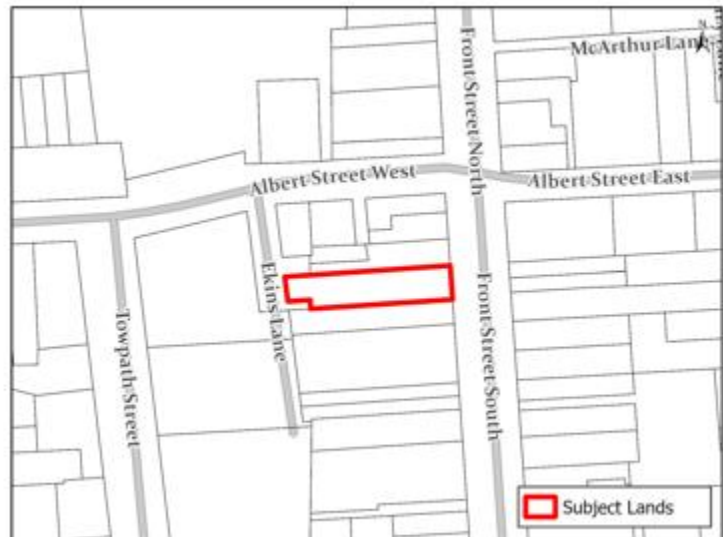 Front Street North
McArthur Lane
N
Albert Street West
Albert Street East
Ekins Lane
Towpath Street
Front Street South
Subject Lands